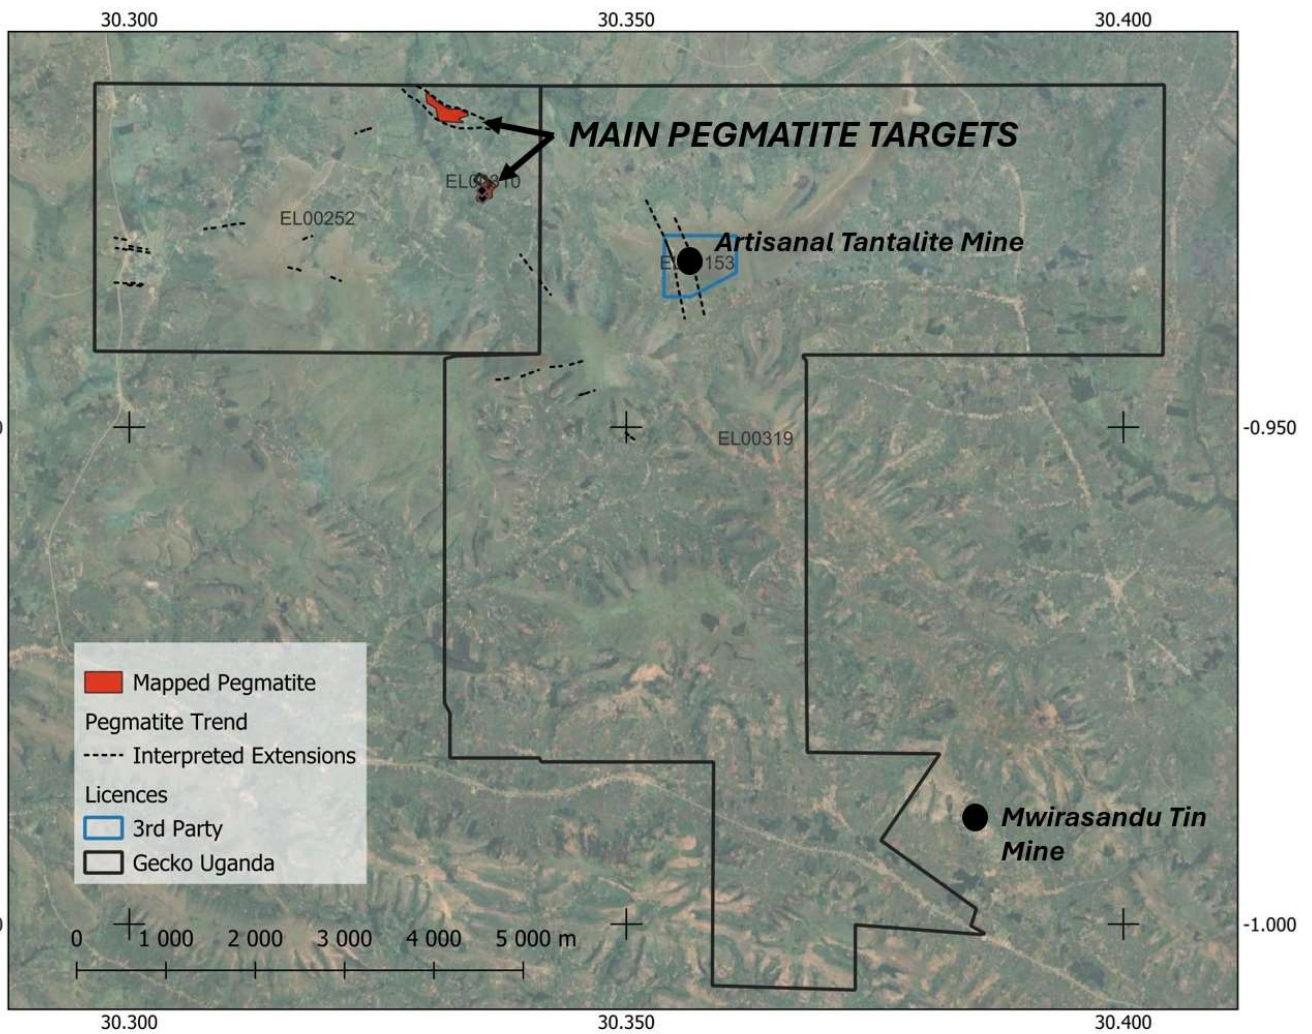 30.300 30.350 30.400
MAIN PEGMATITE TARGETS
EL00310
EL00252
Artisanal Tantalite Mine
153
-0.950
EL00319
Mapped Pegmatite
Pegmatite Trend
Interpreted Extensions
Licences
3rd Party
Gecko Uganda
Mwirasandu Tin
Mine
-1.000
0 1 000 2 000 3 000 4 000 5 000 m
30.300 30.350 30.400